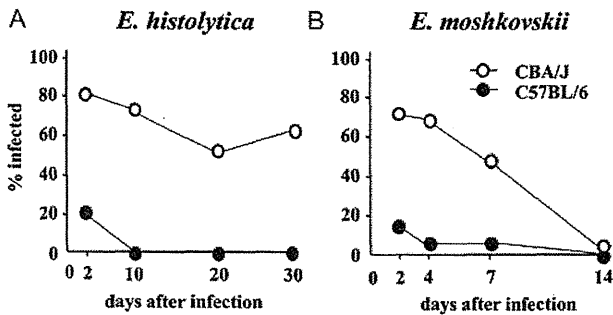 A E. histolytica
100
80
60
40
20
0
% infected
0 2 10 20 30
days after infection
B E. moshkovskii
CBA/J
C57BL/6
100
80
60
40
20
0
0 2 4 7 14
days after infection